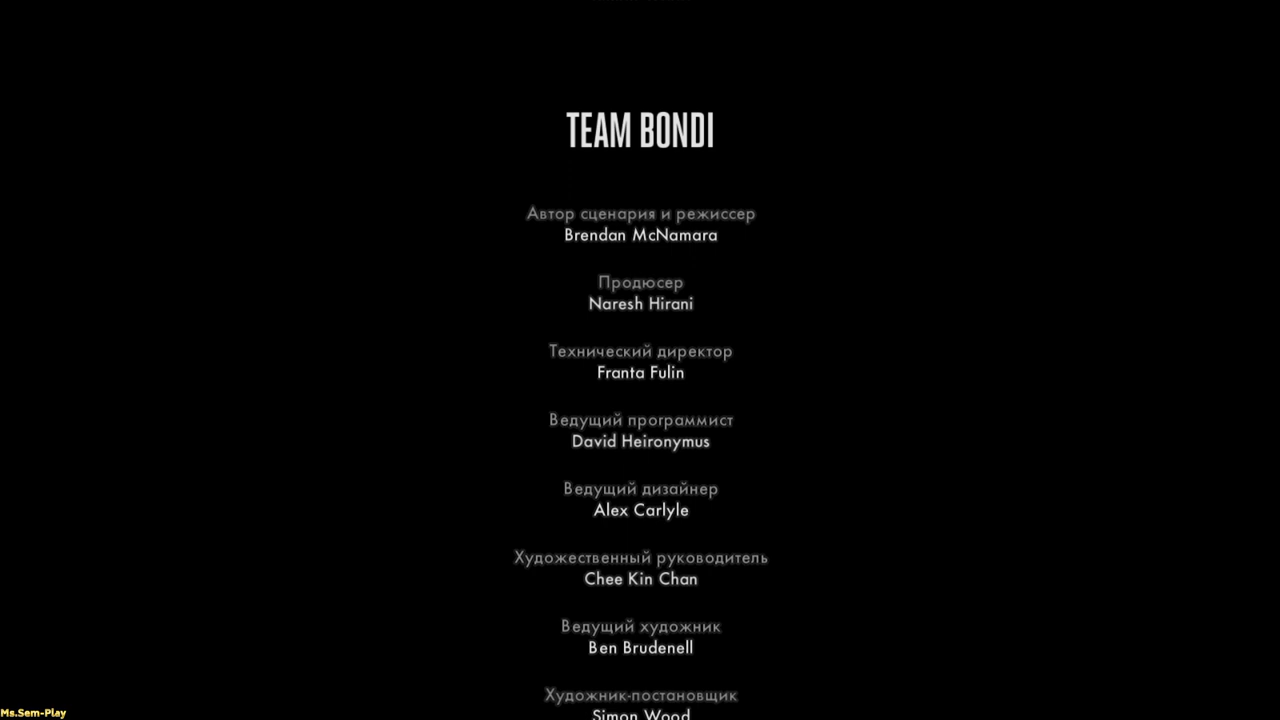 TEAM BONDI
Автор сценария и режиссер
Brendan McNamara
Продюсер
Naresh Hirani
Технический директор
Franta Fulin
Ведущий программист
David Heironymus
Ведущий дизайнер
Alex Carlyle
Художественный руководитель
Chee Kin Chan
Ведущий художник
Ben Brudenell
Художник-постановщик
Simon Wood
Ms.Sem-Play